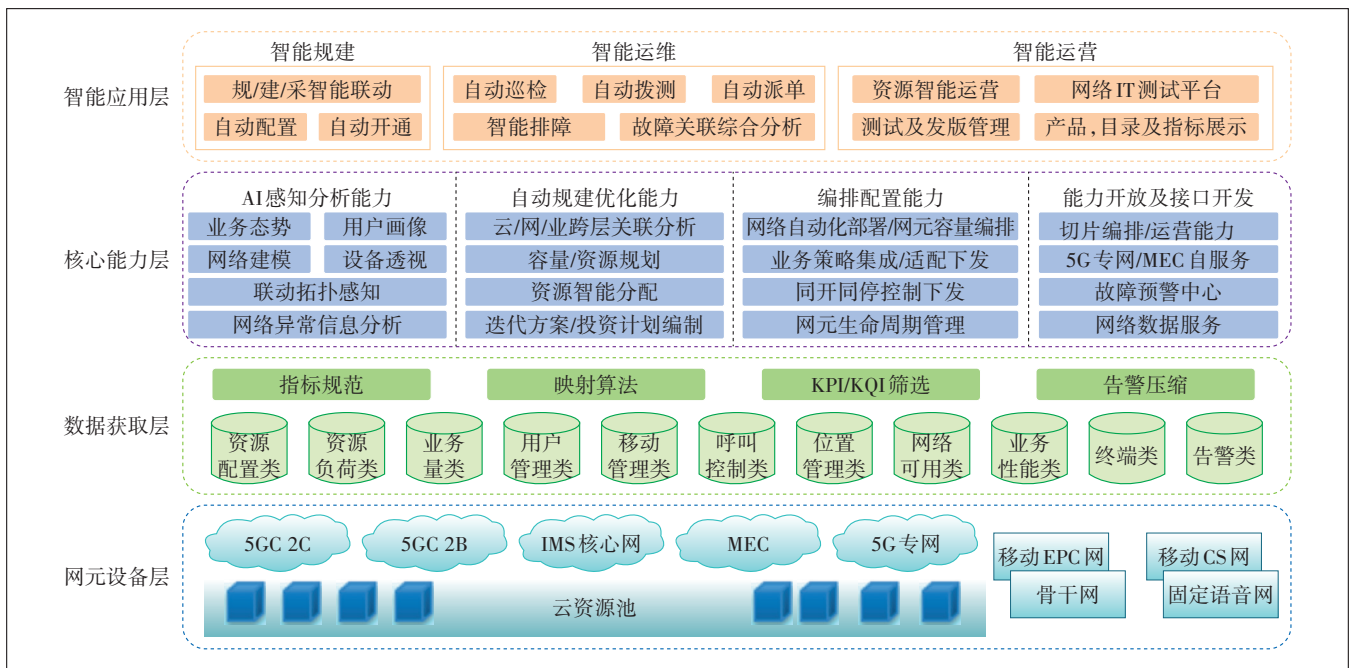 智能应用层
智能规建
规/建/采智能联动
自动配置
自动开通
智能运维
自动巡检
自动拨测
自动派单
智能排障
故障关联综合分析
智能运营
资源智能运营
网络IT测试平台
测试及发版管理
产品,目录及指标展示
核心能力层
AI感知分析能力
业务态势
用户画像
网络建模
设备透视
联动拓扑感知
网络异常信息分析
自动规建优化能力
云/网/业跨层关联分析
容量/资源规划
资源智能分配
迭代方案/投资计划编制
编排配置能力
网络自动化部署/网元容量编排
业务策略集成/适配下发
同开同停控制下发
网元生命周期管理
能力开放及接口开发
切片编排/运营能力
5G专网/MEC自服务
故障预警中心
网络数据服务
数据获取层
指标规范
映射算法
KPI/KQI筛选
告警压缩
资源
配置类
资源
负荷类
业务
量类
用户
管理类
移动
管理类
呼叫
控制类
位置
管理类
网络
可用类
业务
性能类
终端类
告警类
网元设备层
5GC 2C
5GC 2B
IMS核心网
MEC
5G专网
云资源池
移动EPC网
骨干网
移动CS网
固定语音网